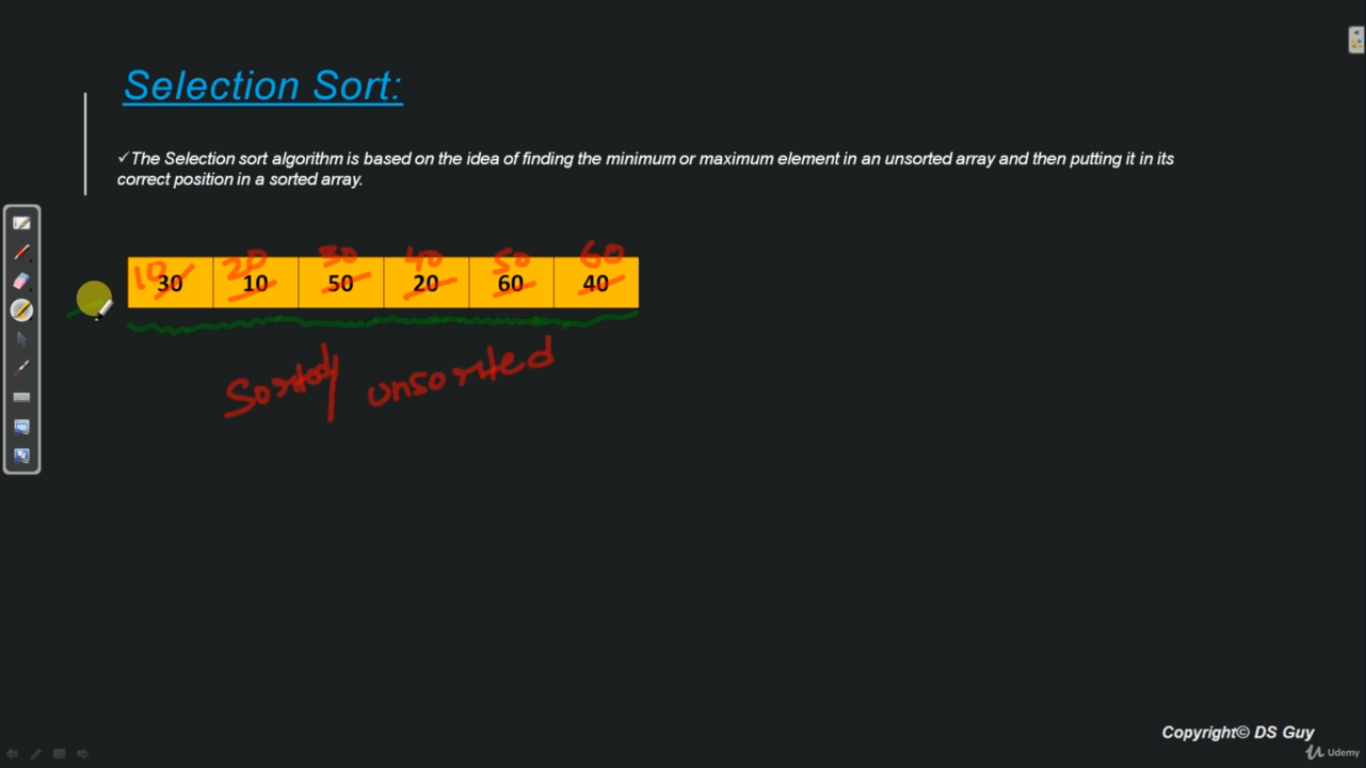 Selection Sort:
✓The Selection sort algorithm is based on the idea of finding the minimum or maximum element in an unsorted array and then putting it in its
correct position in a sorted array.
10 20 30 40 50 60
30 10 50 20 60 40
Sorted/ unsorted
Copyright© DS Guy
Udemy